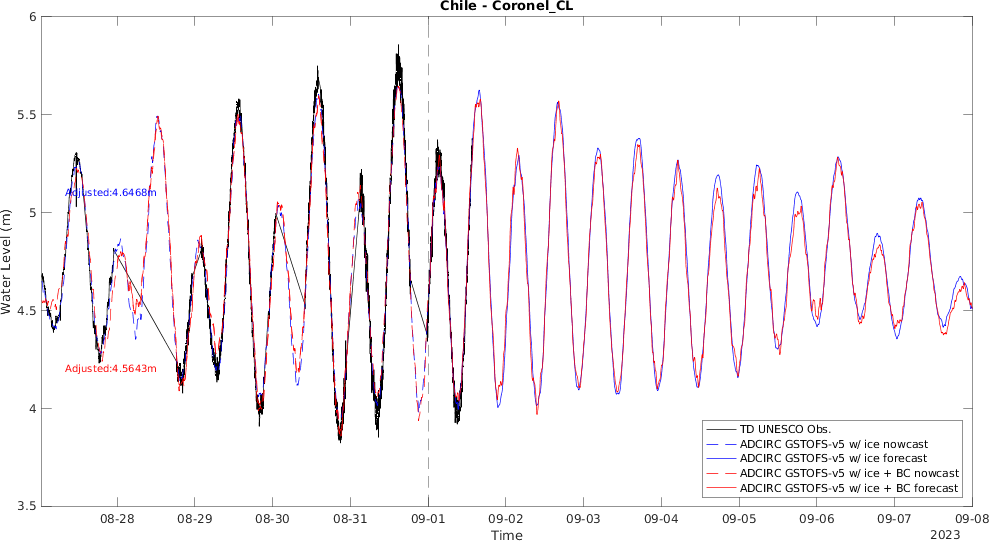 Chile - Coronel_CL
6
5.5
5
4.5
4
3.5
Water Level (m)
Adjusted:4.6468m
Adjusted:4.5643m
TD UNESCO Obs.
ADCIRC GSTOFS-v5 w/ ice nowcast
ADCIRC GSTOFS-v5 w/ ice forecast
ADCIRC GSTOFS-v5 w/ ice + BC nowcast
ADCIRC GSTOFS-v5 w/ ice + BC forecast
08-28 08-29 08-30 08-31 09-01 09-02 09-03 09-04 09-05 09-06 09-07 09-08
Time
2023